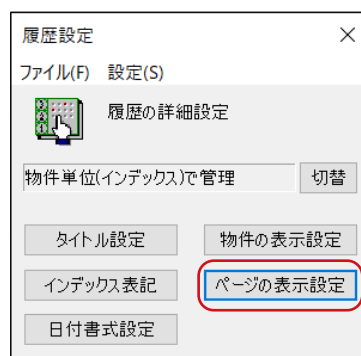 履歴設定
ファイル(F) 設定(S)
履歴の詳細設定
物件単位(インデックス)で管理 切替
タイトル設定 物件の表示設定
インデックス表記 ページの表示設定
日付書式設定